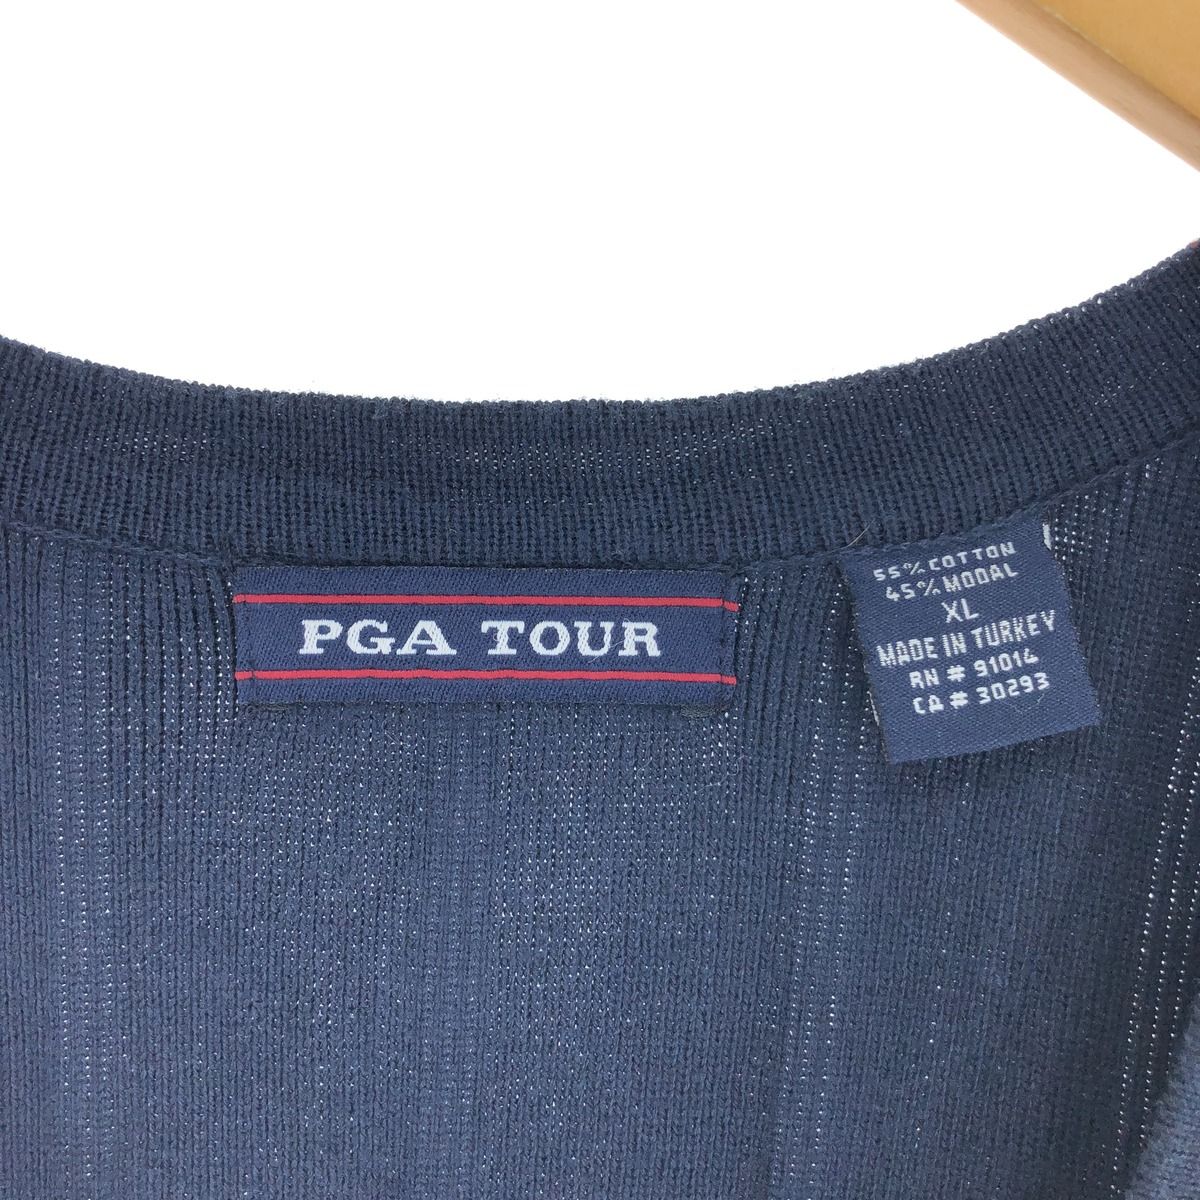 PGA TOUR
55% COTTON
45% MODAL
XL
MADE IN TURKEY
RN # 91014
CA # 30293